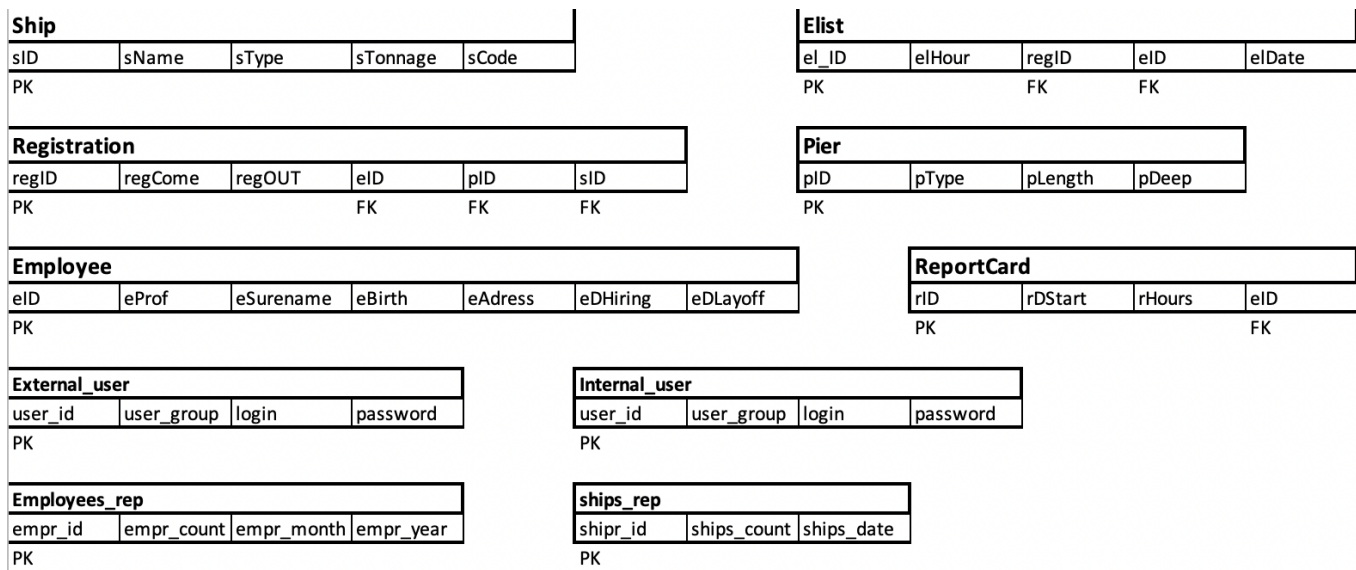 Ship Elist
sID sName sType sTonnage sCode el_ID elHour regID eID elDate
PK PK FK FK
Registration Pier
regID regCome regOUT eID pID sID pID pType pLength pDeep
PK FK FK FK PK
Employee ReportCard
eID eProf eSurename eBirth eAdress eDHiring eDLayoff rID rDStart rHours eID
PK PK FK
External_user Internal_user
user_id user_group login password user_id user_group login password
PK PK
Employees_rep ships_rep
empr_id empr_count empr_month empr_year shipr_id ships_count ships_date
PK PK